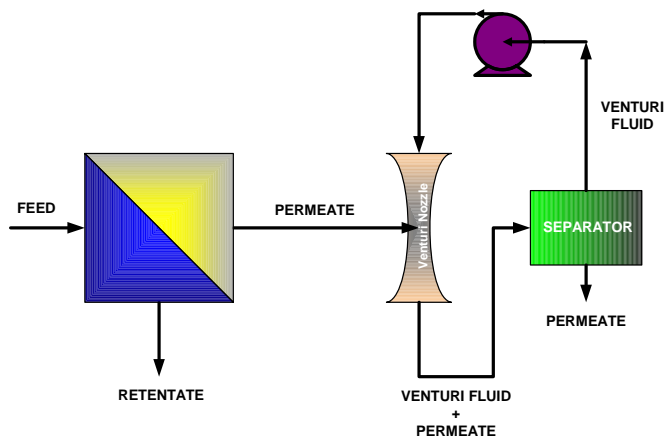 VENTURI
FLUID
FEED
PERMEATE
Venturi Nozzle
SEPARATOR
PERMEATE
RETENTATE
VENTURI FLUID
+
PERMEATE